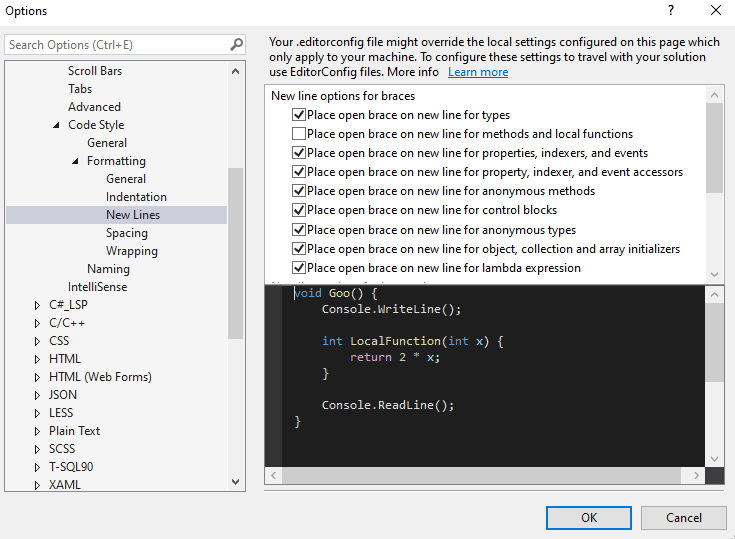 Options
?
Search Options (Ctrl+E)
Scroll Bars
Tabs
Advanced
Code Style
General
Formatting
General
Indentation
New Lines
Spacing
Wrapping
Naming
IntelliSense
C#_LSP
C/C++
CSS
HTML
HTML (Web Forms)
JSON
LESS
Plain Text
SCSS
T-SQL90
XAML
Your .editorconfig file might override the local settings configured on this page which
only apply to your machine. To configure these settings to travel with your solution
use EditorConfig files. More info Learn more
New line options for braces
Place open brace on new line for types
Place open brace on new line for methods and local functions
Place open brace on new line for properties, indexers, and events
Place open brace on new line for property, indexer, and event accessors
Place open brace on new line for anonymous methods
Place open brace on new line for control blocks
Place open brace on new line for anonymous types
Place open brace on new line for object, collection and array initializers
Place open brace on new line for lambda expression
void Goo() {
Console.WriteLine();
int LocalFunction(int x) {
return 2 * x;
}
Console.ReadLine();
}
OK
Cancel